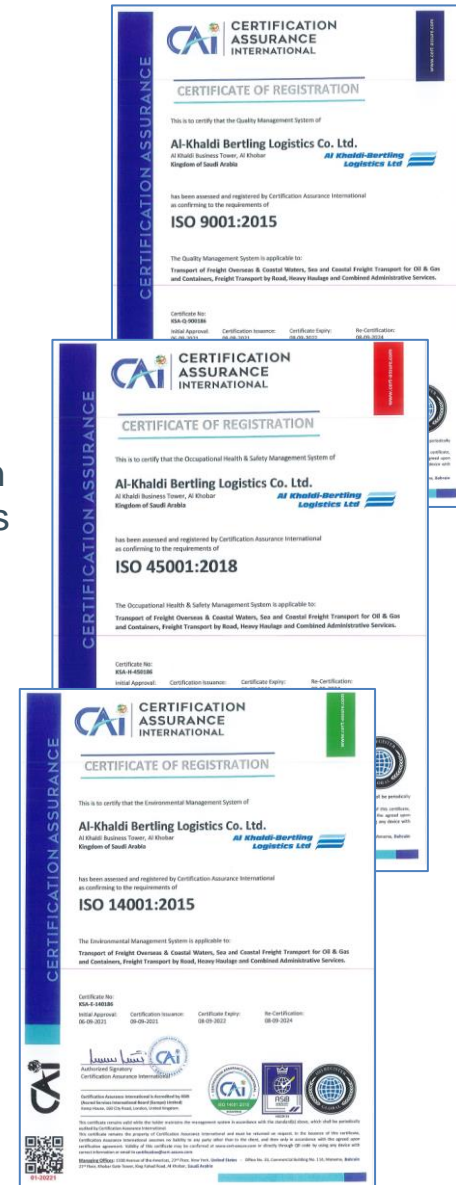 CERTIFICATION ASSURANCE
CAi
CERTIFICATION
ASSURANCE
INTERNATIONAL
CERTIFICATE OF REGISTRATION
This is to certify that the Quality Management System of
Al-Khaldi Bertling Logistics Co. Ltd.
Al Khaldi Business Tower, Al Khobar
Kingdom of Saudi Arabia
Al Khaldi-Bertling
Logistics Ltd
has been assessed and registered by Certification Assurance International
as confirming to the requirements of
ISO 9001:2015
The Quality Management System is applicable to:
Transport of Freight Overseas & Coastal Waters, Sea and Coastal Freight Transport for Oil & Gas
and Containers, Freight Transport by Road, Heavy Haulage and Combined Administrative Services.
Certificate No:
KSA-Q-900186
Initial Approval: Certification Issuance: Certificate Expiry: Re-Certification:
n
s
CERTIFICATION ASSURANCE
CAi
CERTIFICATION
ASSURANCE
INTERNATIONAL
CERTIFICATE OF REGISTRATION
This is to certify that the Occupational Health & Safety Management System of
Al-Khaldi Bertling Logistics Co. Ltd.
Al Khaldi Business Tower, Al Khobar
Kingdom of Saudi Arabia
Al Khaldi-Bertling
Logistics Ltd
has been assessed and registered by Certification Assurance International
as confirming to the requirements of
ISO 45001:2018
The Occupational Health & Safety Management System is applicable to:
Transport of Freight Overseas & Coastal Waters, Sea and Coastal Freight Transport for Oil & Gas
and Containers, Freight Transport by Road, Heavy Haulage and Combined Administrative Services.
Certificate No:
KSA-H-450186
Initial Approval: Certification Issuance: Certificate Expiry: Re-Certification:
CERTIFICATION ASSURANCE
CAi
CERTIFICATION
ASSURANCE
INTERNATIONAL
CERTIFICATE OF REGISTRATION
This is to certify that the Environmental Management System of
Al-Khaldi Bertling Logistics Co. Ltd.
Al Khaldi Business Tower, Al Khobar
Kingdom of Saudi Arabia
Al Khaldi-Bertling
Logistics Ltd
has been assessed and registered by Certification Assurance International
as confirming to the requirements of
ISO 14001:2015
The Environmental Management System is applicable to:
Transport of Freight Overseas & Coastal Waters, Sea and Coastal Freight Transport for Oil & Gas
and Containers, Freight Transport by Road, Heavy Haulage and Combined Administrative Services.
Certificate No:
KSA-E-140186
Initial Approval: Certification Issuance: Certificate Expiry: Re-Certification:
06-09-2021 09-09-2021 08-09-2022 08-09-2024
CAi
Authorized Signatory
Certification Assurance International
CAi
ISO 14001:2015
ASIB
01-20221